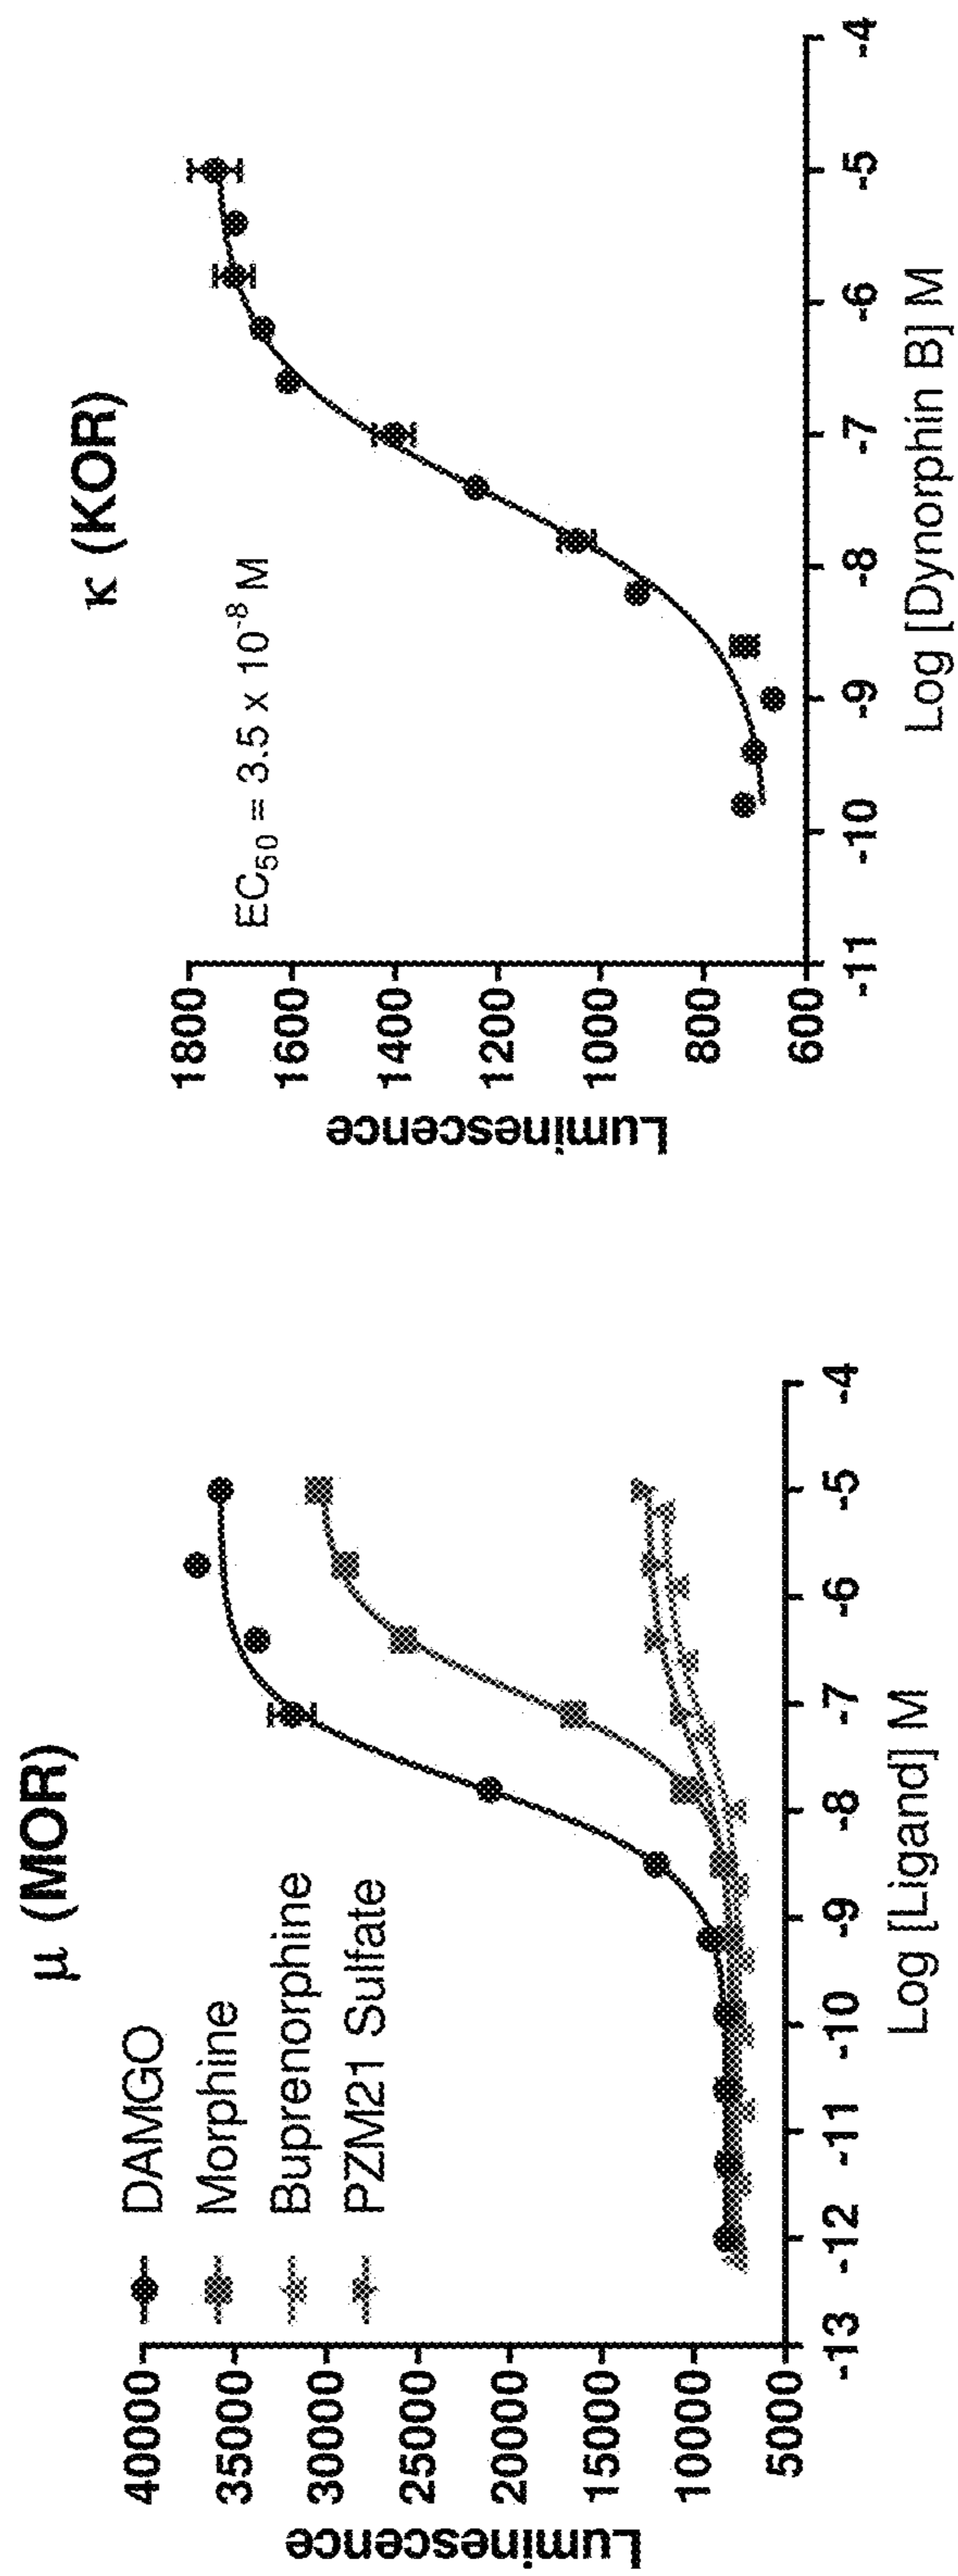 μ (MOR)
DAMGO
Morphine
Buprenorphine
PZM21 Sulfate
Luminescence
40000
35000
30000
25000
20000
15000
10000
5000
-13 -12 -11 -10 -9 -8 -7 -6 -5 -4
Log [Ligand] M
κ (KOR)
EC₅₀ = 3.5 x 10⁻⁸ M
Luminescence
1800
1600
1400
1200
1000
800
600
-11 -10 -9 -8 -7 -6 -5 -4
Log [Dynorphin B] M